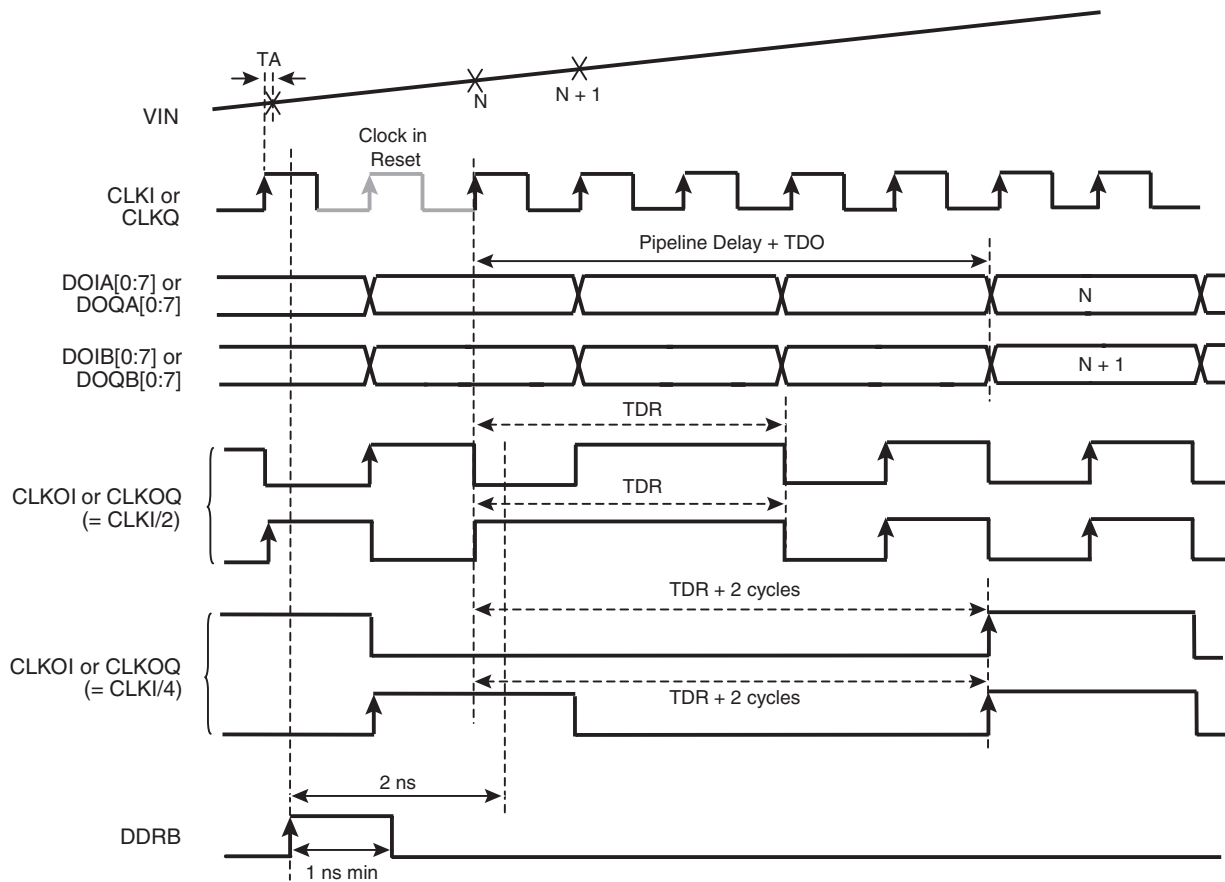 TA
N
N + 1
VIN
Clock in
Reset
CLKI or
CLKQ
Pipeline Delay + TDO
DOIA[0:7] or
DOQA[0:7]
N
DOIB[0:7] or
DOQB[0:7]
N + 1
TDR
CLKOI or CLKOQ
(= CLKI/2)
TDR
TDR + 2 cycles
CLKOI or CLKOQ
(= CLKI/4)
TDR + 2 cycles
2 ns
DDRB
1 ns min